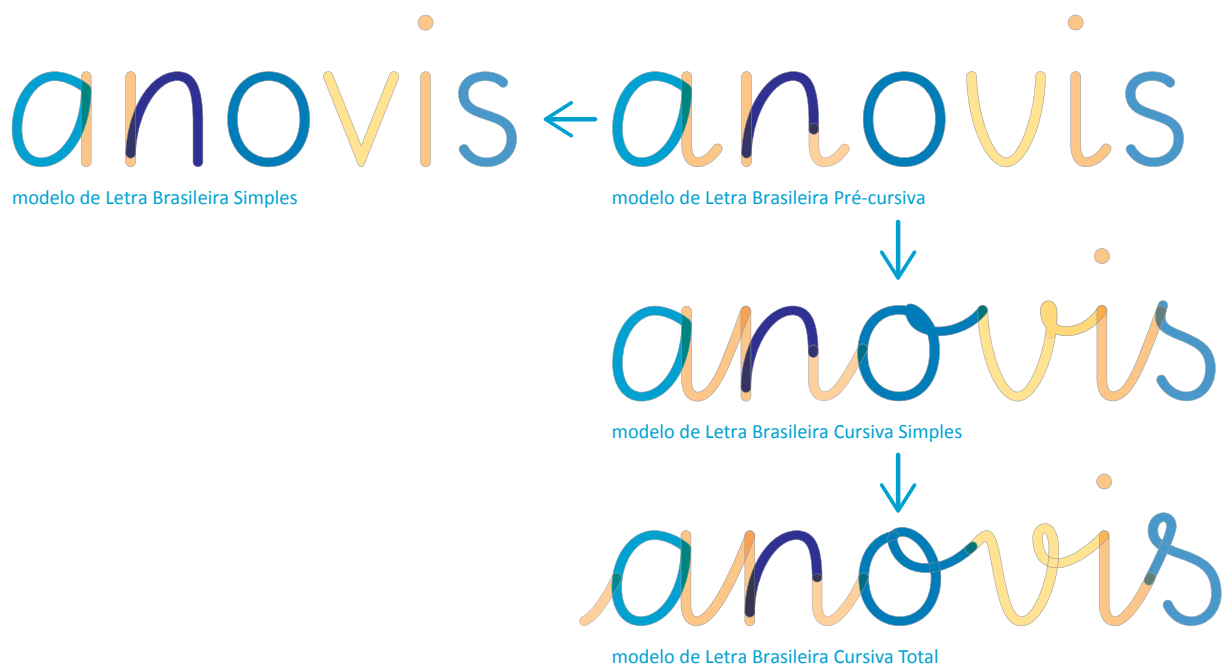 anovis anovis
modelo de Letra Brasileira Simples modelo de Letra Brasileira Pré-cursiva
anovis
modelo de Letra Brasileira Cursiva Simples
anovis
modelo de Letra Brasileira Cursiva Total